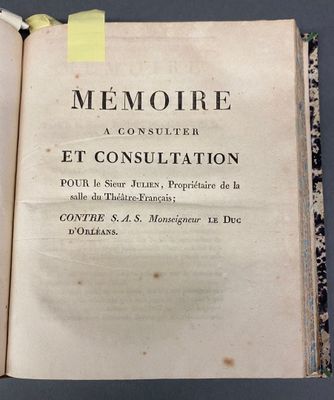 MÉMOIRE
A CONSULTER
ET CONSULTATION
POUR le Sieur JULIEN, Propriétaire de la
salle du Théâtre-Français;
CONTRE S. A. S. Monseigneur LE DUC
D'ORLÉANS.